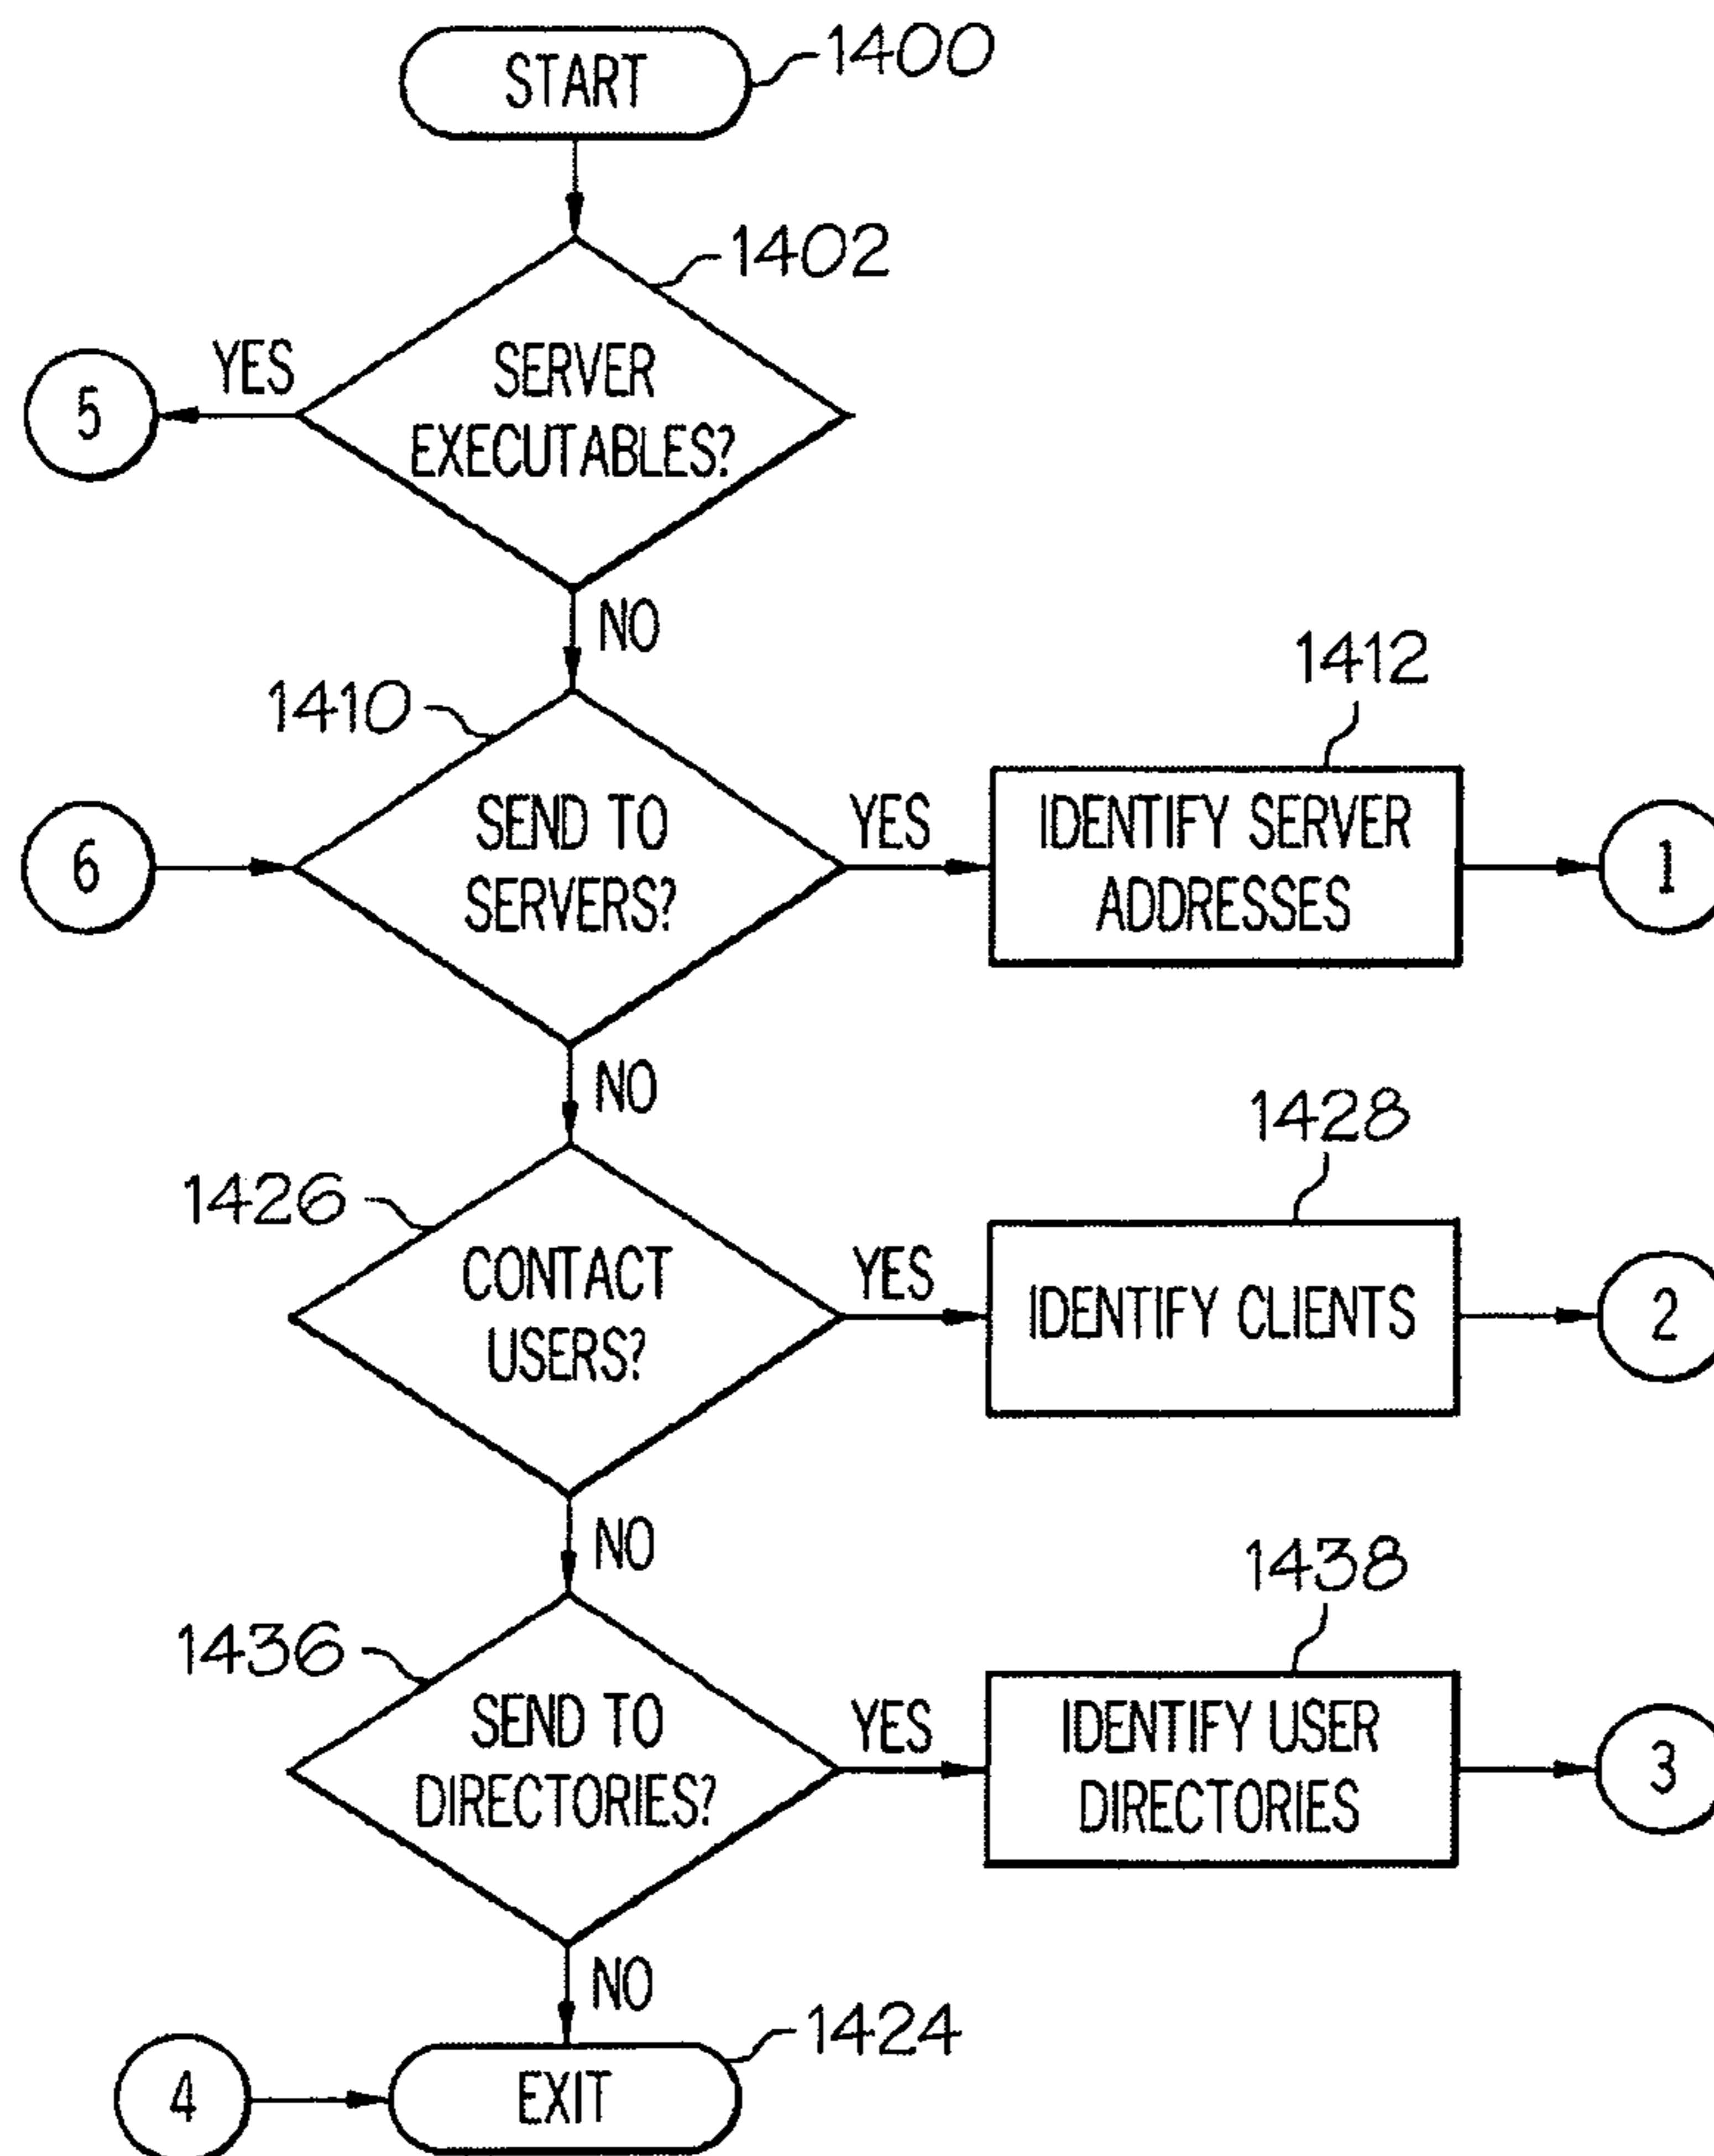 START
1400
1402
YES
SERVER
EXECUTABLES?
5
NO
1410
1412
6
SEND TO
SERVERS?
YES
IDENTIFY SERVER
ADDRESSES
1
NO
1426
1428
CONTACT
USERS?
YES
IDENTIFY CLIENTS
2
NO
1436
1438
SEND TO
DIRECTORIES?
YES
IDENTIFY USER
DIRECTORIES
3
NO
1424
4
EXIT